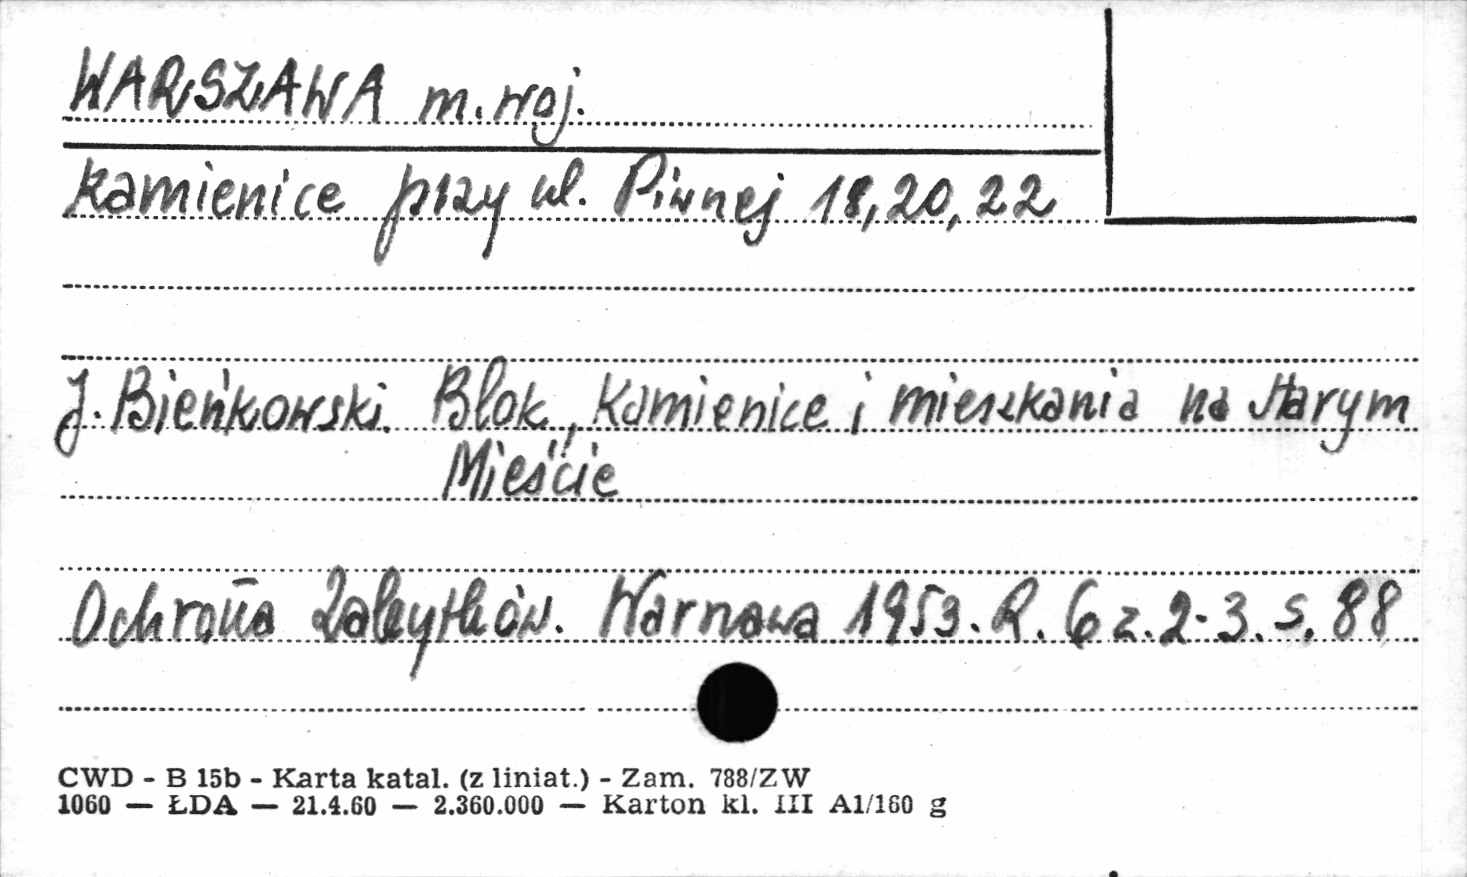 WARSZAWA m. woj.
kamienice przy ul. Piwnej 18, 20, 22
J. Bieńkowski. Blok, Kamienice i mieszkania na Starym
Mieście
Ochrona Zabytków. Warszawa 1953. R. 6 z. 2-3. s. 88
CWD - B 15b - Karta katal. (z liniat.) - Zam. 788/ZW
1060 — ŁDA — 21.4.60 — 2.360.000 — Karton kl. III A1/160 g